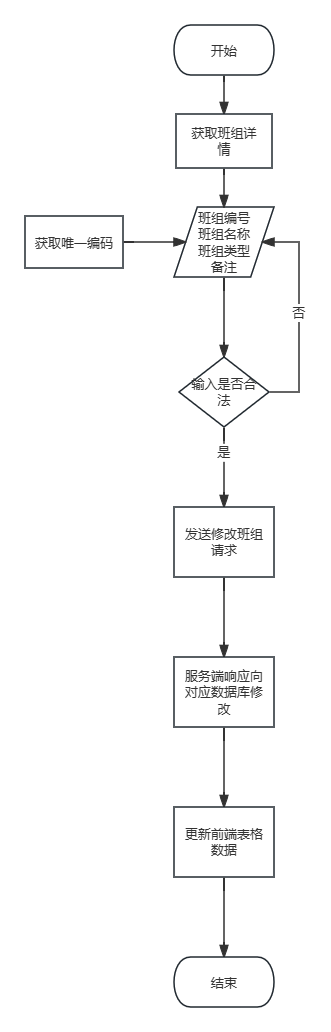 开始
获取班组详
情
获取唯一编码
班组编号
班组名称
班组类型
备注
否
输入是否合
法
是
发送修改班组
请求
服务端响应向
对应数据库修
改
更新前端表格
数据
结束